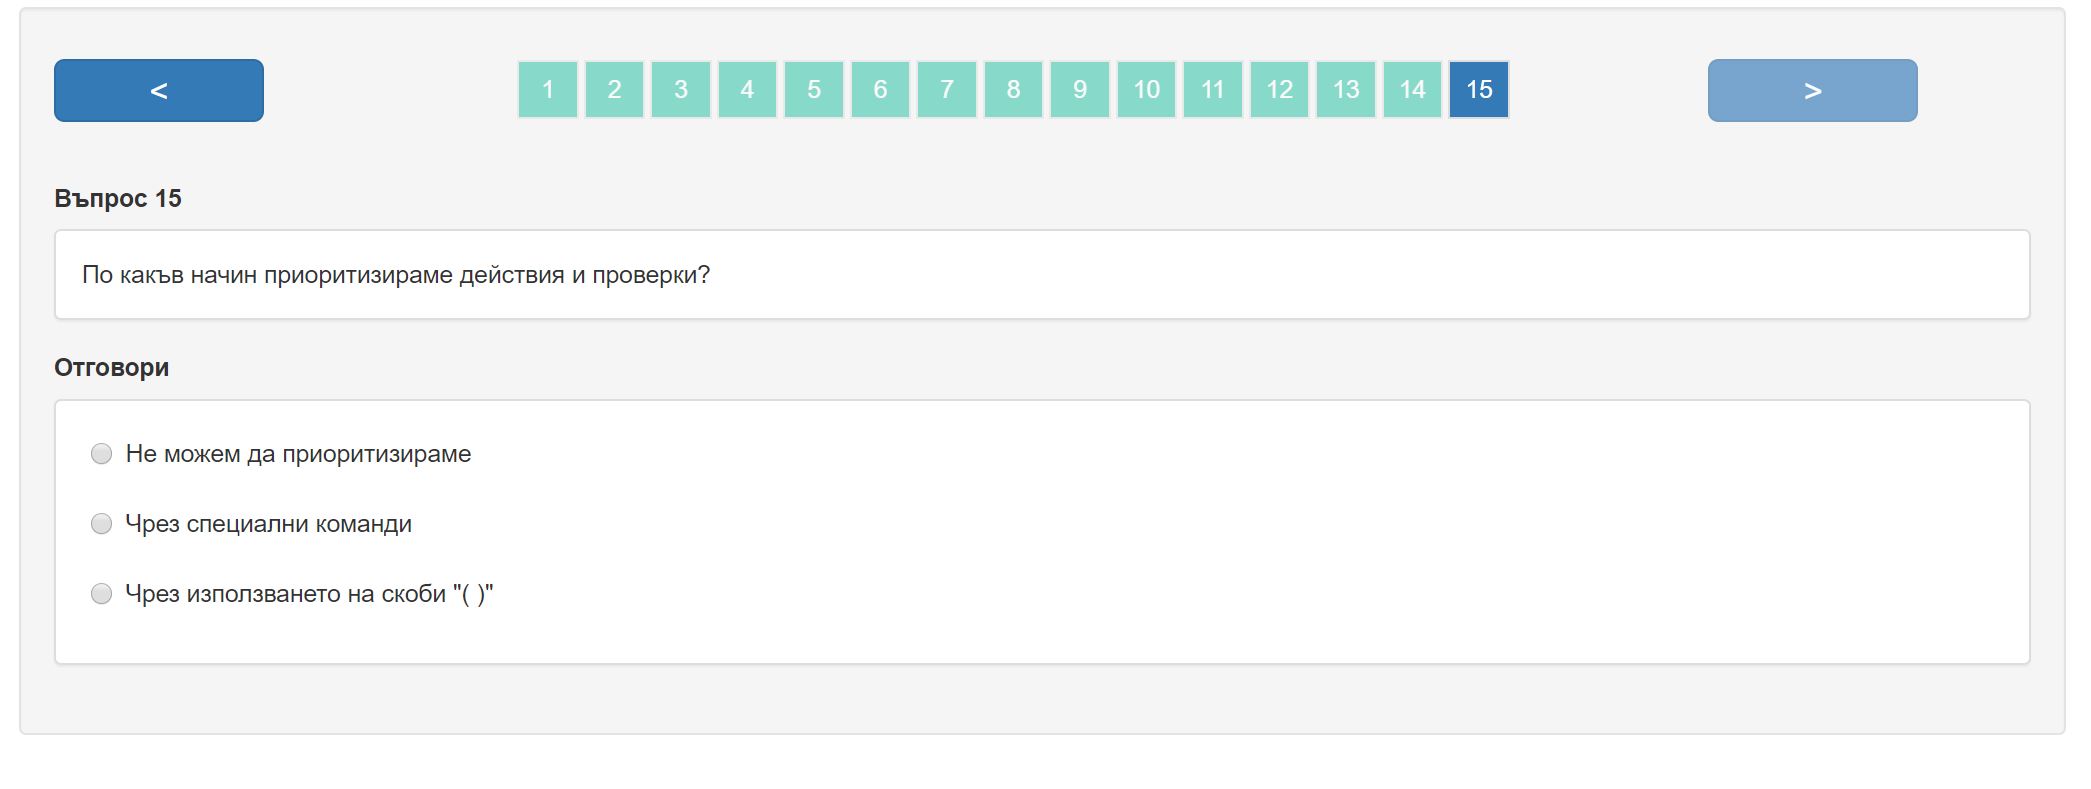 < 1 2 3 4 5 6 7 8 9 10 11 12 13 14 15 >
Въпрос 15
По какъв начин приоритизираме действия и проверки?
Отговори
Не можем да приоритизираме
Чрез специални команди
Чрез използването на скоби "( )"